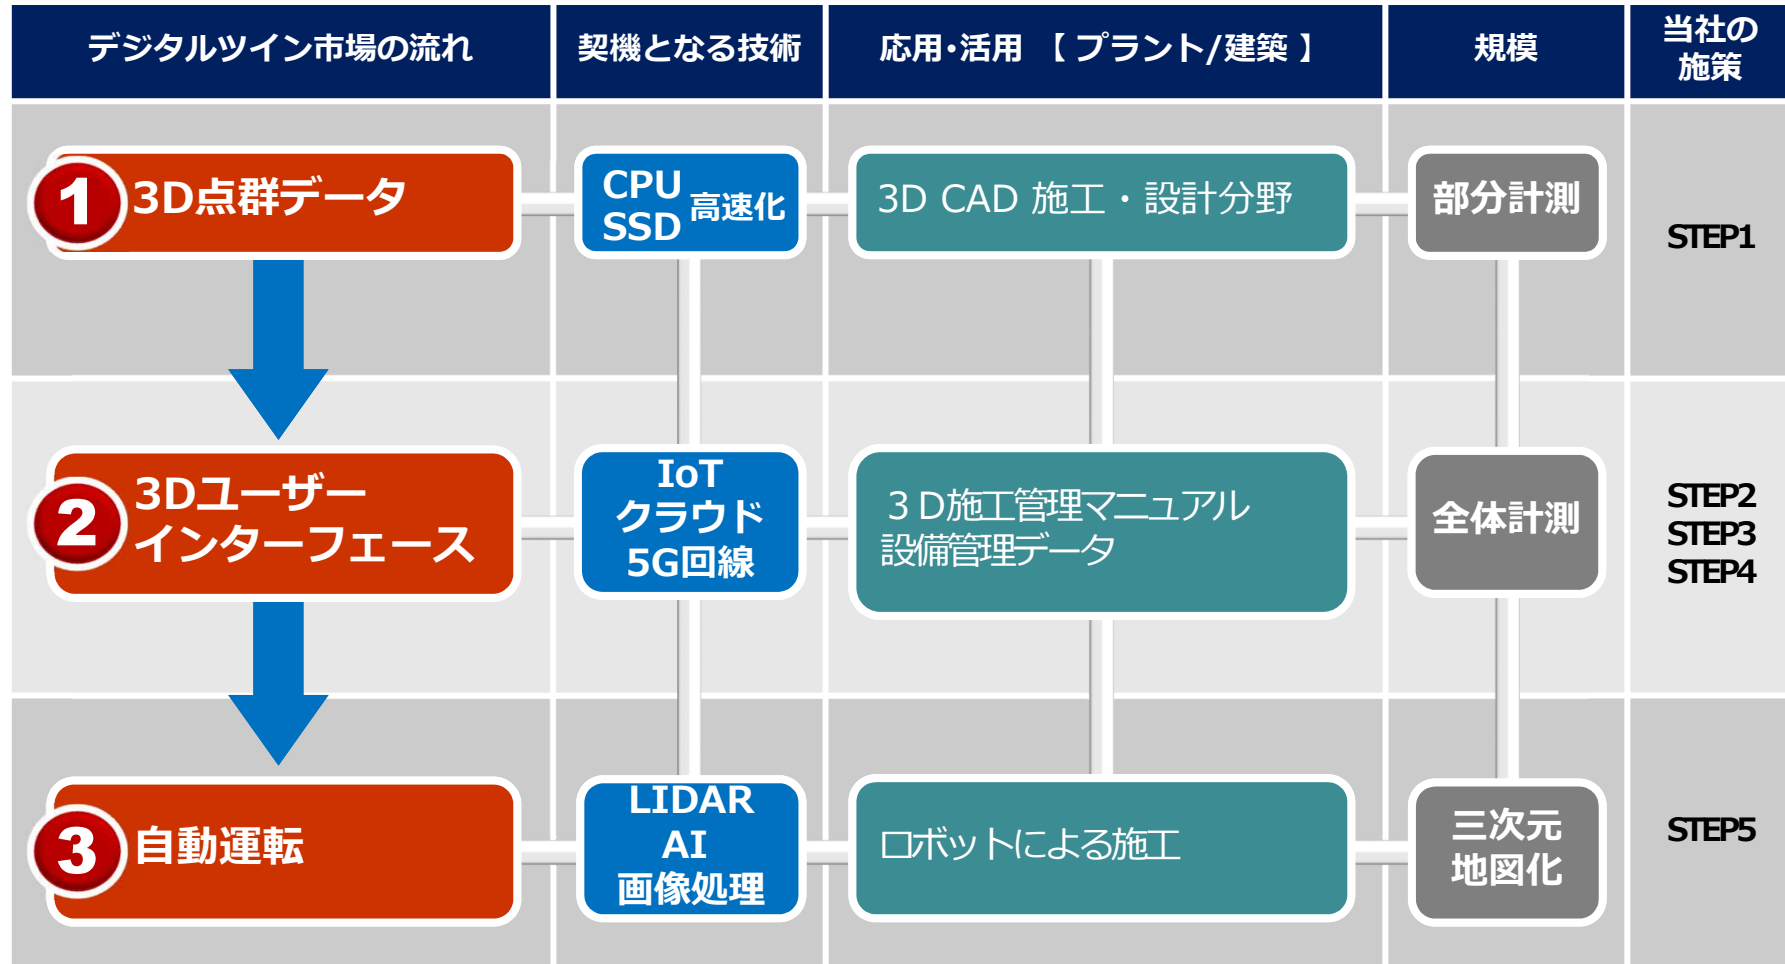 デジタルツイン市場の流れ
契機となる技術
応用・活用 【 プラント/建築 】
規模
当社の
施策
1
3D点群データ
CPU
SSD
高速化
3D CAD 施工・設計分野
部分計測
STEP1
2
3Dユーザー
インターフェース
IoT
クラウド
5G回線
３D施工管理マニュアル
設備管理データ
全体計測
STEP2
STEP3
STEP4
3
自動運転
LIDAR
AI
画像処理
ロボットによる施工
三次元
地図化
STEP5